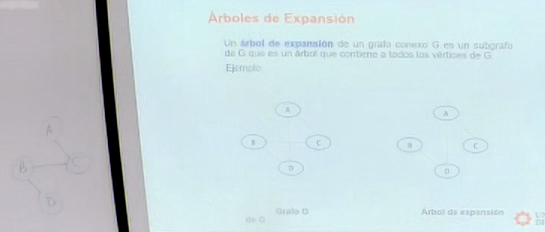 Árboles de Expansión
Un árbol de expansión de un grafo conexo G es un subgrafo
de G que es un árbol que contiene a todos los vértices de G.
Ejemplo:
A
B
C
D
A
B
C
D
Grafo G
Árbol de expansión
de G
A
B
C
D